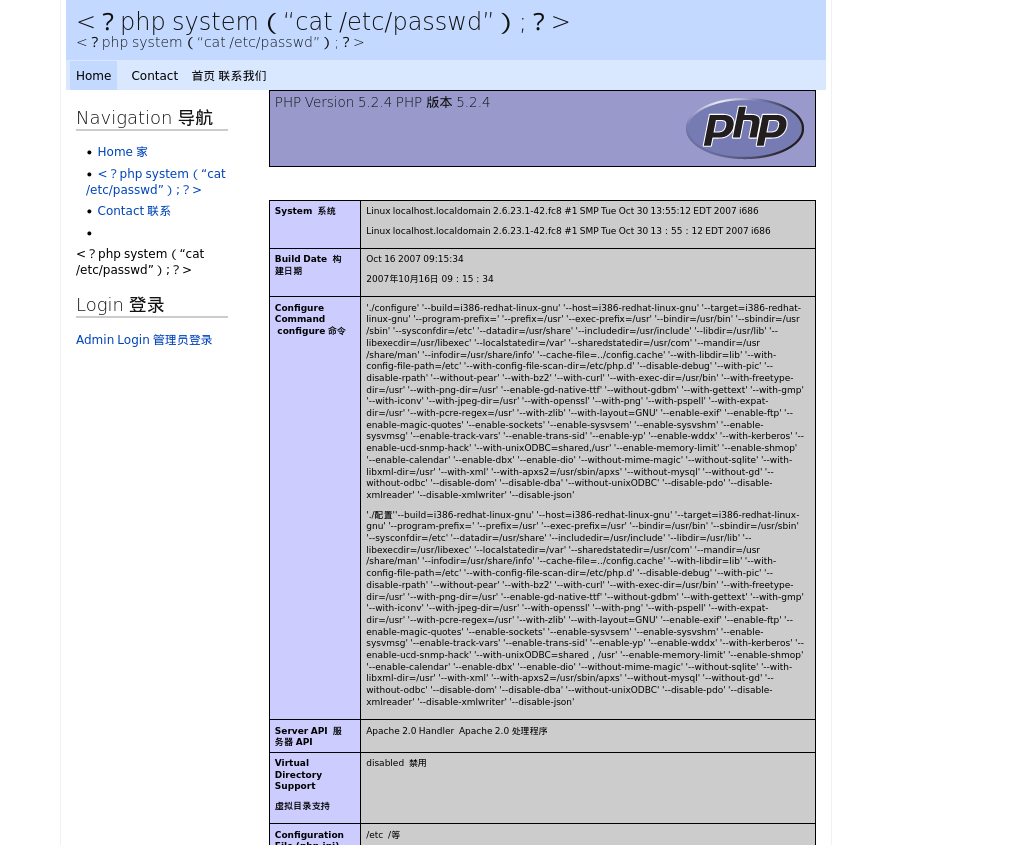 <？php system（“cat /etc/passwd”）;？>
<？php system（“cat /etc/passwd”）;？>
Home Contact 首页 联系我们
Navigation 导航
Home 家
<？php system（“cat
/etc/passwd”）;？>
Contact 联系
<？php system（“cat
/etc/passwd”）;？>
Login 登录
Admin Login 管理员登录
PHP Version 5.2.4 PHP 版本 5.2.4
php
System 系统
Linux localhost.localdomain 2.6.23.1-42.fc8 #1 SMP Tue Oct 30 13:55:12 EDT 2007 i686
Linux localhost.localdomain 2.6.23.1-42.fc8 #1 SMP Tue Oct 30 13：55：12 EDT 2007 i686
Build Date 构
建日期
Oct 16 2007 09:15:34
2007年10月16日 09：15：34
Configure
Command
configure 命令
'./configure' '--build=i386-redhat-linux-gnu' '--host=i386-redhat-linux-gnu' '--target=i386-redhat-
linux-gnu' '--program-prefix=' '--prefix=/usr' '--exec-prefix=/usr' '--bindir=/usr/bin' '--sbindir=/usr
/sbin' '--sysconfdir=/etc' '--datadir=/usr/share' '--includedir=/usr/include' '--libdir=/usr/lib' '--
libexecdir=/usr/libexec' '--localstatedir=/var' '--sharedstatedir=/usr/com' '--mandir=/usr
/share/man' '--infodir=/usr/share/info' '--cache-file=../config.cache' '--with-libdir=lib' '--with-
config-file-path=/etc' '--with-config-file-scan-dir=/etc/php.d' '--disable-debug' '--with-pic' '--
disable-rpath' '--without-pear' '--with-bz2' '--with-curl' '--with-exec-dir=/usr/bin' '--with-freetype-
dir=/usr' '--with-png-dir=/usr' '--enable-gd-native-ttf' '--without-gdbm' '--with-gettext' '--with-gmp'
'--with-iconv' '--with-jpeg-dir=/usr' '--with-openssl' '--with-png' '--with-pspell' '--with-expat-
dir=/usr' '--with-pcre-regex=/usr' '--with-zlib' '--with-layout=GNU' '--enable-exif' '--enable-ftp' '--
enable-magic-quotes' '--enable-sockets' '--enable-sysvsem' '--enable-sysvshm' '--enable-
sysvmsg' '--enable-track-vars' '--enable-trans-sid' '--enable-yp' '--enable-wddx' '--with-kerberos' '--
enable-ucd-snmp-hack' '--with-unixODBC=shared,/usr' '--enable-memory-limit' '--enable-shmop'
'--enable-calendar' '--enable-dbx' '--enable-dio' '--without-mime-magic' '--without-sqlite' '--with-
libxml-dir=/usr' '--with-xml' '--with-apxs2=/usr/sbin/apxs' '--without-mysql' '--without-gd' '--
without-odbc' '--disable-dom' '--disable-dba' '--without-unixODBC' '--disable-pdo' '--disable-
xmlreader' '--disable-xmlwriter' '--disable-json'
'./配置''--build=i386-redhat-linux-gnu' '--host=i386-redhat-linux-gnu' '--target=i386-redhat-linux-
gnu' '--program-prefix=' '--prefix=/usr' '--exec-prefix=/usr' '--bindir=/usr/bin' '--sbindir=/usr/sbin'
'--sysconfdir=/etc' '--datadir=/usr/share' '--includedir=/usr/include' '--libdir=/usr/lib' '--
libexecdir=/usr/libexec' '--localstatedir=/var' '--sharedstatedir=/usr/com' '--mandir=/usr
/share/man' '--infodir=/usr/share/info' '--cache-file=../config.cache' '--with-libdir=lib' '--with-
config-file-path=/etc' '--with-config-file-scan-dir=/etc/php.d' '--disable-debug' '--with-pic' '--
disable-rpath' '--without-pear' '--with-bz2' '--with-curl' '--with-exec-dir=/usr/bin' '--with-freetype-
dir=/usr' '--with-png-dir=/usr' '--enable-gd-native-ttf' '--without-gdbm' '--with-gettext' '--with-gmp'
'--with-iconv' '--with-jpeg-dir=/usr' '--with-openssl' '--with-png' '--with-pspell' '--with-expat-
dir=/usr' '--with-pcre-regex=/usr' '--with-zlib' '--with-layout=GNU' '--enable-exif' '--enable-ftp' '--
enable-magic-quotes' '--enable-sockets' '--enable-sysvsem' '--enable-sysvshm' '--enable-
sysvmsg' '--enable-track-vars' '--enable-trans-sid' '--enable-yp' '--enable-wddx' '--with-kerberos' '--
enable-ucd-snmp-hack' '--with-unixODBC=shared，/usr' '--enable-memory-limit' '--enable-shmop'
'--enable-calendar' '--enable-dbx' '--enable-dio' '--without-mime-magic' '--without-sqlite' '--with-
libxml-dir=/usr' '--with-xml' '--with-apxs2=/usr/sbin/apxs' '--without-mysql' '--without-gd' '--
without-odbc' '--disable-dom' '--disable-dba' '--without-unixODBC' '--disable-pdo' '--disable-
xmlreader' '--disable-xmlwriter' '--disable-json'
Server API 服
务器 API
Apache 2.0 Handler Apache 2.0 处理程序
Virtual
Directory
Support
虚拟目录支持
disabled 禁用
Configuration
File (php.ini)
/etc /等